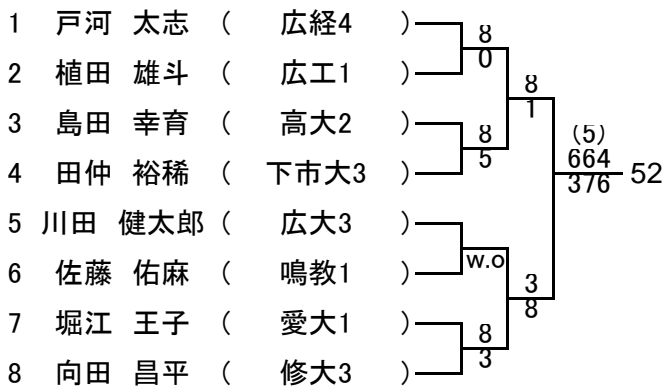 1 戸河 太志 ( 広経4 )
8
0
2 植田 雄斗 ( 広工1 )
8
1
3 島田 幸育 ( 高大2 )
8
5
(5)
664
376
52
4 田仲 裕稀 ( 下市大3 )
5 川田 健太郎 ( 広大3 )
w.o
6 佐藤 佑麻 ( 鳴教1 )
3
8
7 堀江 王子 ( 愛大1 )
8
3
8 向田 昌平 ( 修大3 )